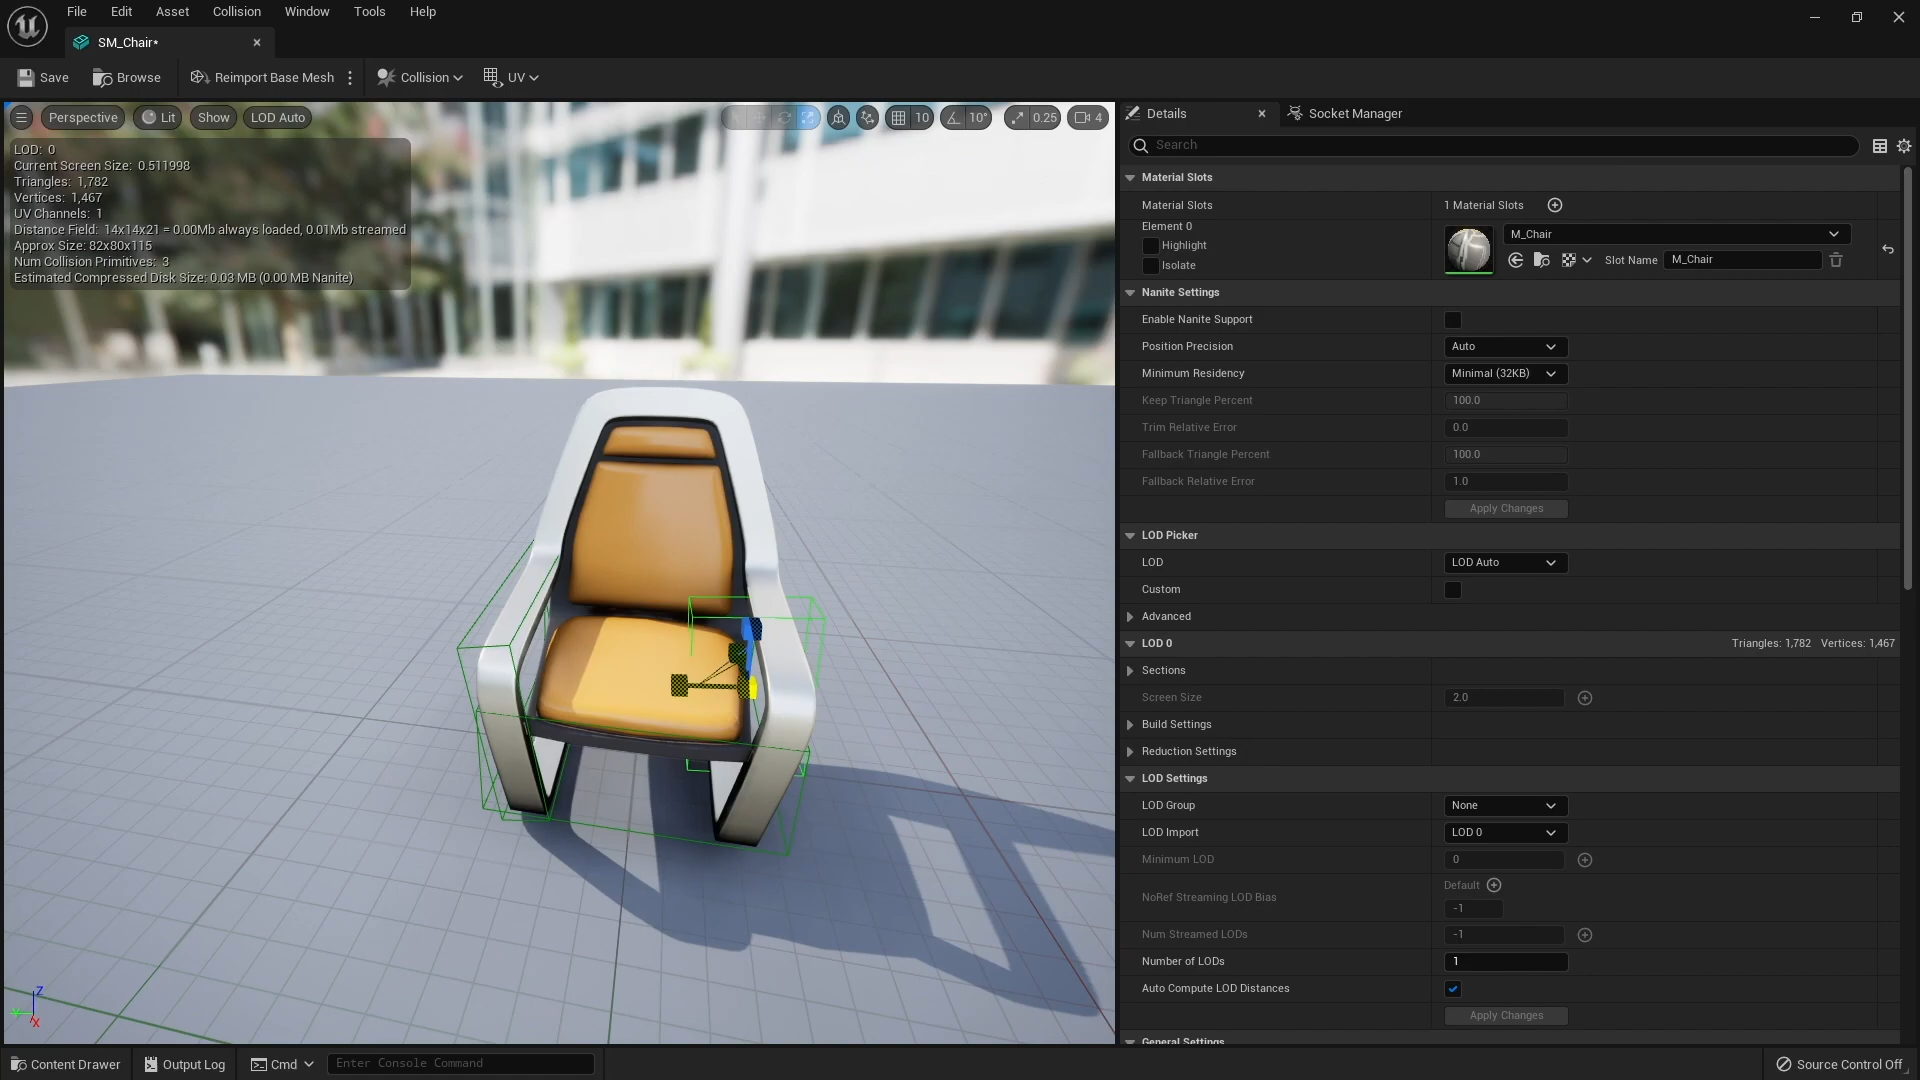 File Edit Asset Collision Window Tools Help
SM_Chair*
Save Browse Reimport Base Mesh Collision UV
Perspective Lit Show LOD Auto 10 10° 0.25 4
LOD: 0
Current Screen Size: 0.511998
Triangles: 1,782
Vertices: 1,467
UV Channels: 1
Distance Field: 14x14x21 = 0.00Mb always loaded, 0.01Mb streamed
Approx Size: 82x80x115
Num Collision Primitives: 3
Estimated Compressed Disk Size: 0.03 MB (0.00 MB Nanite)
Z
Y
X
Details Socket Manager
Search
Material Slots
Material Slots 1 Material Slots
Element 0
M_Chair
Highlight
Isolate
Slot Name M_Chair
Nanite Settings
Enable Nanite Support
Position Precision Auto
Minimum Residency Minimal (32KB)
Keep Triangle Percent 100.0
Trim Relative Error 0.0
Fallback Triangle Percent 100.0
Fallback Relative Error 1.0
Apply Changes
LOD Picker
LOD LOD Auto
Custom
Advanced
LOD 0 Triangles: 1,782 Vertices: 1,467
Sections
Screen Size 2.0
Build Settings
Reduction Settings
LOD Settings
LOD Group None
LOD Import LOD 0
Minimum LOD 0
Default
NoRef Streaming LOD Bias
-1
Num Streamed LODs -1
Number of LODs 1
Auto Compute LOD Distances
Apply Changes
General Settings
Content Drawer Output Log Cmd Enter Console Command Source Control Off